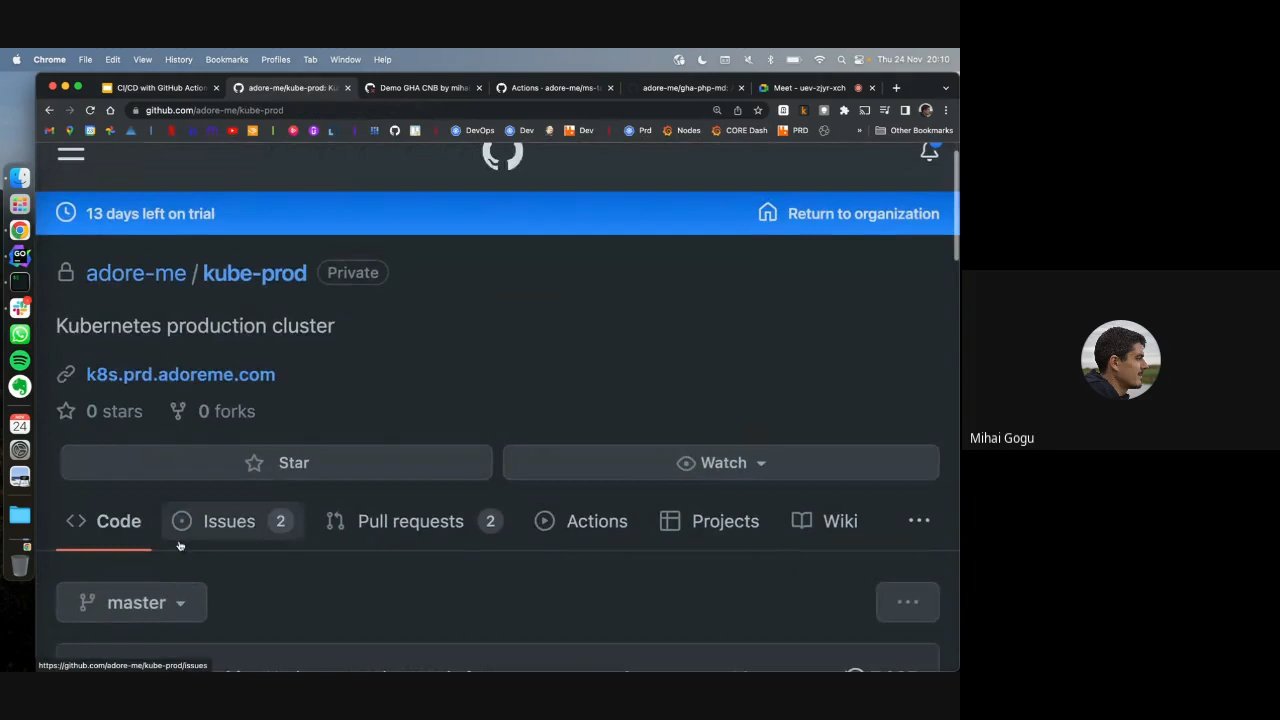 Chrome File Edit View History Bookmarks Profiles Tab Window Help Thu 24 Nov 20:10
CI/CD with GitHub Action adore-me/kube-prod: Ku Demo GHA CNB by miha Actions · adore-me/ms-t adore-me/gha-php-md: Meet - uev-zjyr-xch
github.com/adore-me/kube-prod
DevOps Dev Dev Prd Nodes CORE Dash PRD » Other Bookmarks
13 days left on trial Return to organization
adore-me / kube-prod Private
Kubernetes production cluster
k8s.prd.adoreme.com
0 stars 0 forks
Star Watch
Code Issues 2 Pull requests 2 Actions Projects Wiki
master
https://github.com/adore-me/kube-prod/issues
24
Mihai Gogu